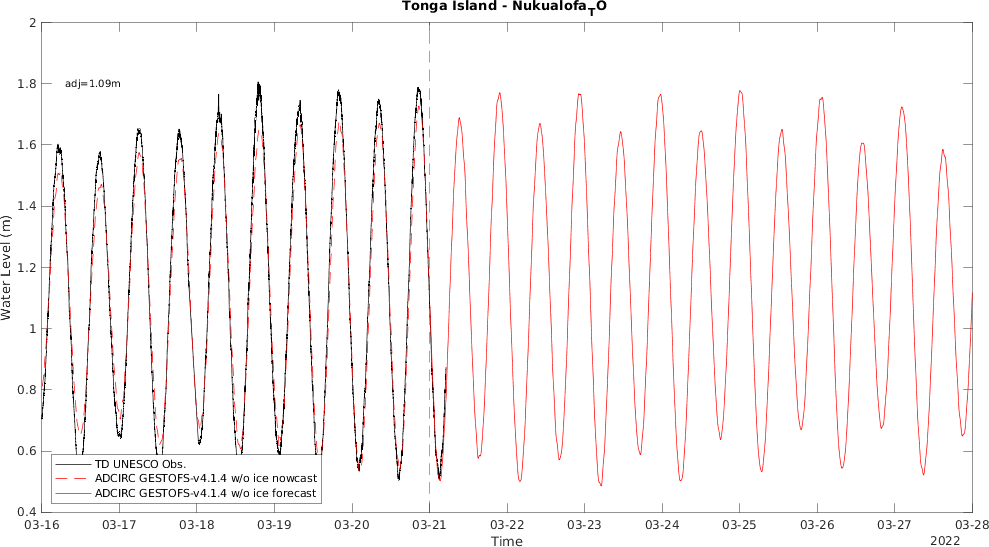 Tonga Island - Nukualofa_TO
adj=1.09m
Water Level (m)
2
1.8
1.6
1.4
1.2
1
0.8
0.6
0.4
TD UNESCO Obs.
ADCIRC GESTOFS-v4.1.4 w/o ice nowcast
ADCIRC GESTOFS-v4.1.4 w/o ice forecast
03-16 03-17 03-18 03-19 03-20 03-21 03-22 03-23 03-24 03-25 03-26 03-27 03-28
Time
2022